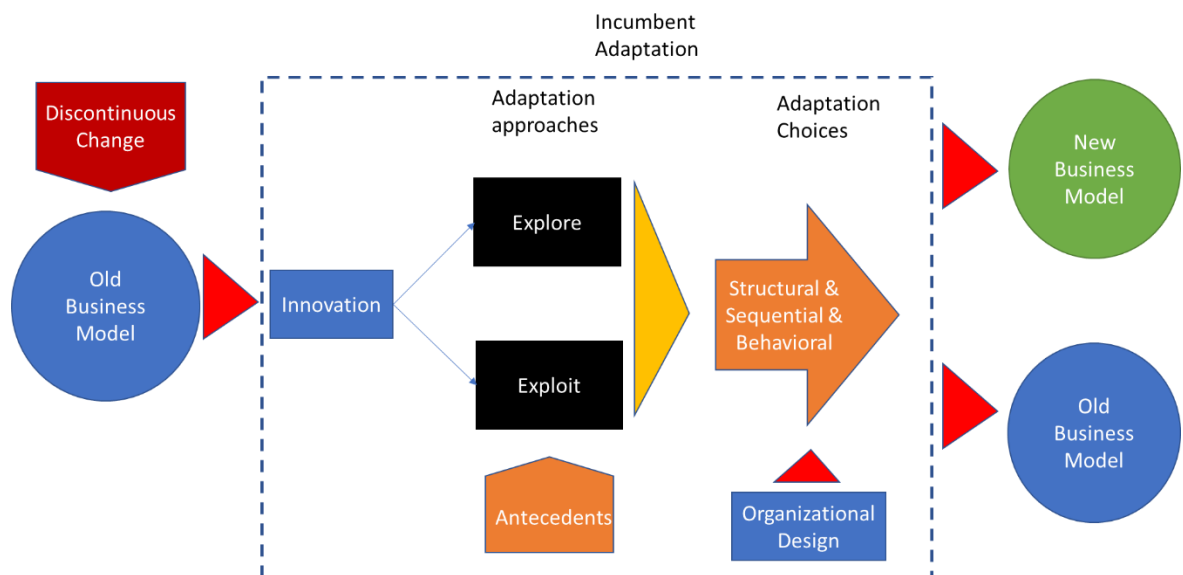 Incumbent
Adaptation
Discontinuous
Change
Adaptation
approaches
Adaptation
Choices
New
Business
Model
Explore
Old
Business
Model
Innovation
Structural &
Sequential &
Behavioral
Exploit
Old
Business
Model
Antecedents
Organizational
Design